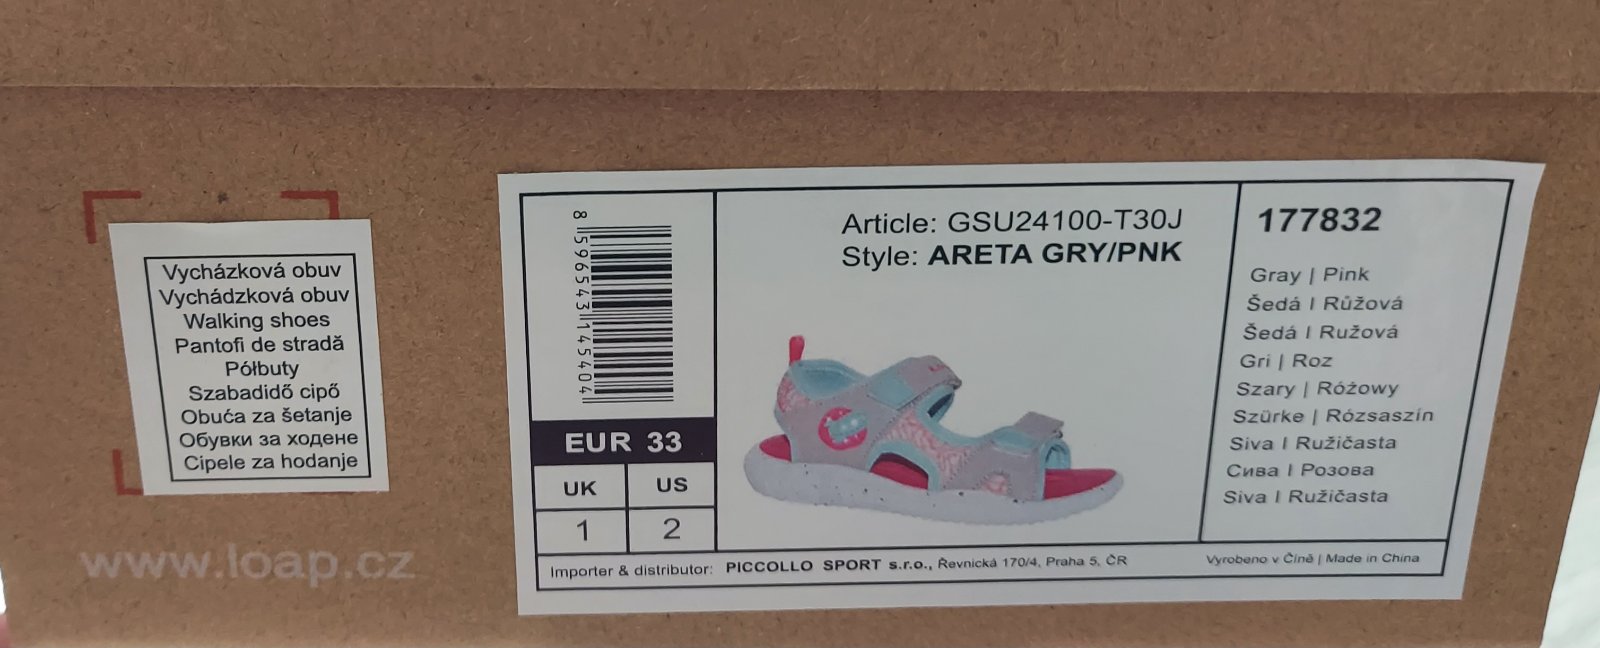 Vycházková obuv
Vychádzková obuv
Walking shoes
Pantofi de stradă
Półbuty
Szabadidő cipő
Obuća za šetanje
Обувки за ходене
Cipele za hodanje
www.loap.cz
8 596543 145404
EUR 33
UK US
1 2
Article: GSU24100-T30J
Style: ARETA GRY/PNK
177832
Gray | Pink
Šedá I Růžová
Šedá I Ružová
Gri | Roz
Szary | Różowy
Szürke | Rózsaszín
Siva I Ružičasta
Сива I Розова
Siva I Ružičasta
Importer & distributor: PICCOLLO SPORT s.r.o., Řevnická 170/4, Praha 5, ČR
Vyrobeno v Číně | Made in China